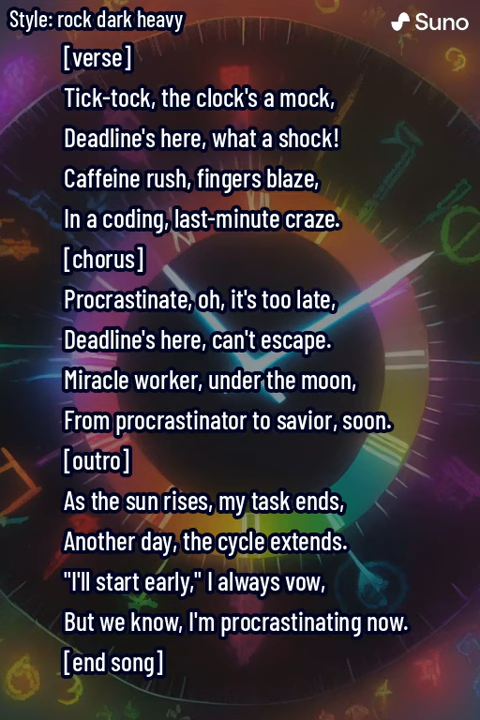 Style: rock dark heavy
Suno
[verse]
Tick-tock, the clock's a mock,
Deadline's here, what a shock!
Caffeine rush, fingers blaze,
In a coding, last-minute craze.
[chorus]
Procrastinate, oh, it's too late,
Deadline's here, can't escape.
Miracle worker, under the moon,
From procrastinator to savior, soon.
[outro]
As the sun rises, my task ends,
Another day, the cycle extends.
"I'll start early," I always vow,
But we know, I'm procrastinating now.
[end song]